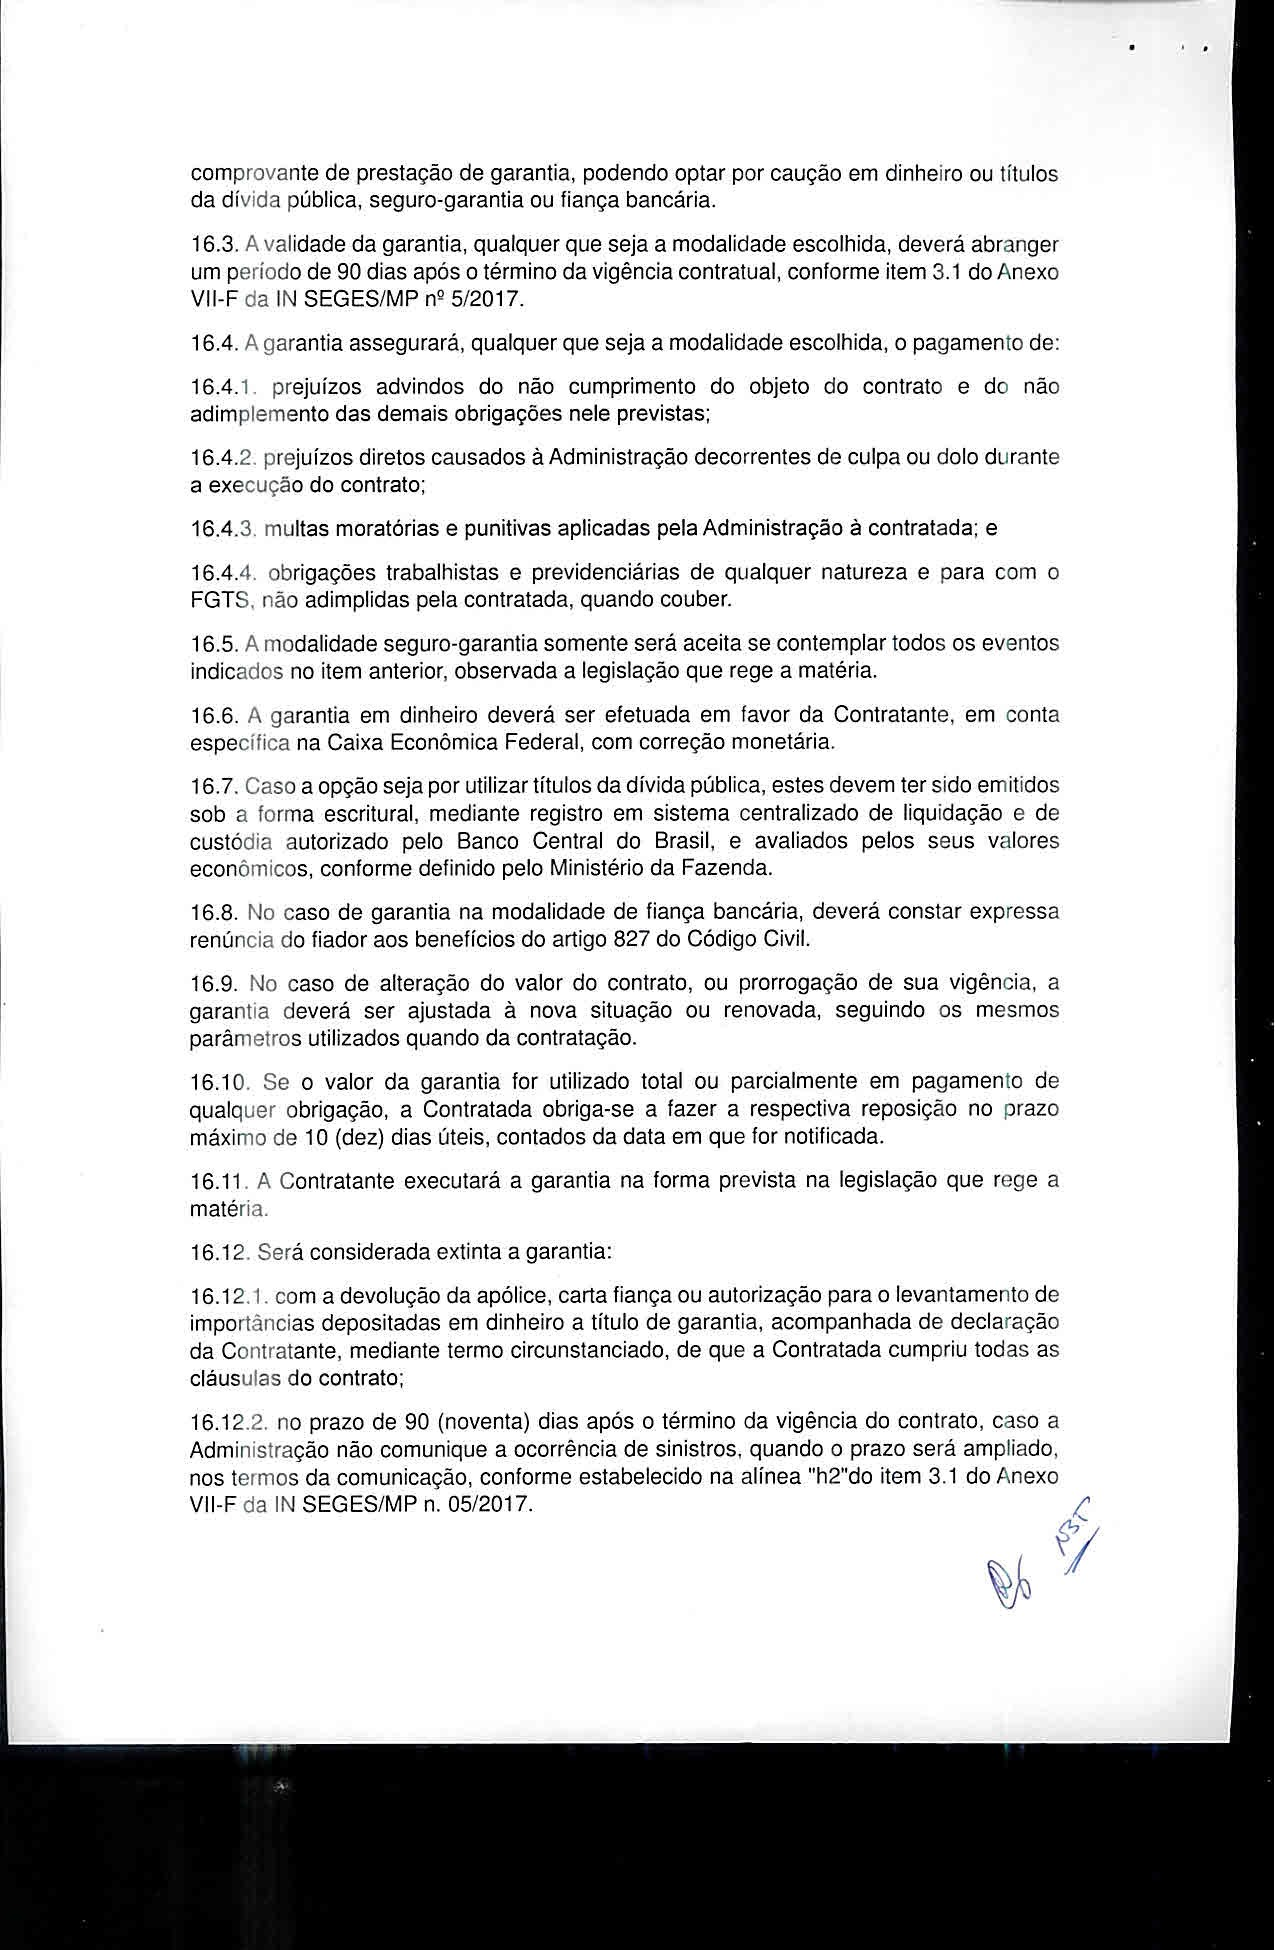 comprovante de prestação de garantia, podendo optar por caução em dinheiro ou títulos
da dívida pública, seguro-garantia ou fiança bancária.
16.3. A validade da garantia, qualquer que seja a modalidade escolhida, deverá abranger
um período de 90 dias após o término da vigência contratual, conforme item 3.1 do Anexo
VII-F da IN SEGES/MP nº 5/2017.
16.4. A garantia assegurará, qualquer que seja a modalidade escolhida, o pagamento de:
16.4.1. prejuízos advindos do não cumprimento do objeto do contrato e do não
adimplemento das demais obrigações nele previstas;
16.4.2. prejuízos diretos causados à Administração decorrentes de culpa ou dolo durante
a execução do contrato;
16.4.3. multas moratórias e punitivas aplicadas pela Administração à contratada; e
16.4.4. obrigações trabalhistas e previdenciárias de qualquer natureza e para com o
FGTS, não adimplidas pela contratada, quando couber.
16.5. A modalidade seguro-garantia somente será aceita se contemplar todos os eventos
indicados no item anterior, observada a legislação que rege a matéria.
16.6. A garantia em dinheiro deverá ser efetuada em favor da Contratante, em conta
específica na Caixa Econômica Federal, com correção monetária.
16.7. Caso a opção seja por utilizar títulos da dívida pública, estes devem ter sido emitidos
sob a forma escritural, mediante registro em sistema centralizado de liquidação e de
custódia autorizado pelo Banco Central do Brasil, e avaliados pelos seus valores
econômicos, conforme definido pelo Ministério da Fazenda.
16.8. No caso de garantia na modalidade de fiança bancária, deverá constar expressa
renúncia do fiador aos benefícios do artigo 827 do Código Civil.
16.9. No caso de alteração do valor do contrato, ou prorrogação de sua vigência, a
garantia deverá ser ajustada à nova situação ou renovada, seguindo os mesmos
parâmetros utilizados quando da contratação.
16.10. Se o valor da garantia for utilizado total ou parcialmente em pagamento de
qualquer obrigação, a Contratada obriga-se a fazer a respectiva reposição no prazo
máximo de 10 (dez) dias úteis, contados da data em que for notificada.
16.11. A Contratante executará a garantia na forma prevista na legislação que rege a
matéria.
16.12. Será considerada extinta a garantia:
16.12.1. com a devolução da apólice, carta fiança ou autorização para o levantamento de
importâncias depositadas em dinheiro a título de garantia, acompanhada de declaração
da Contratante, mediante termo circunstanciado, de que a Contratada cumpriu todas as
cláusulas do contrato;
16.12.2. no prazo de 90 (noventa) dias após o término da vigência do contrato, caso a
Administração não comunique a ocorrência de sinistros, quando o prazo será ampliado,
nos termos da comunicação, conforme estabelecido na alínea "h2"do item 3.1 do Anexo
VII-F da IN SEGES/MP n. 05/2017.